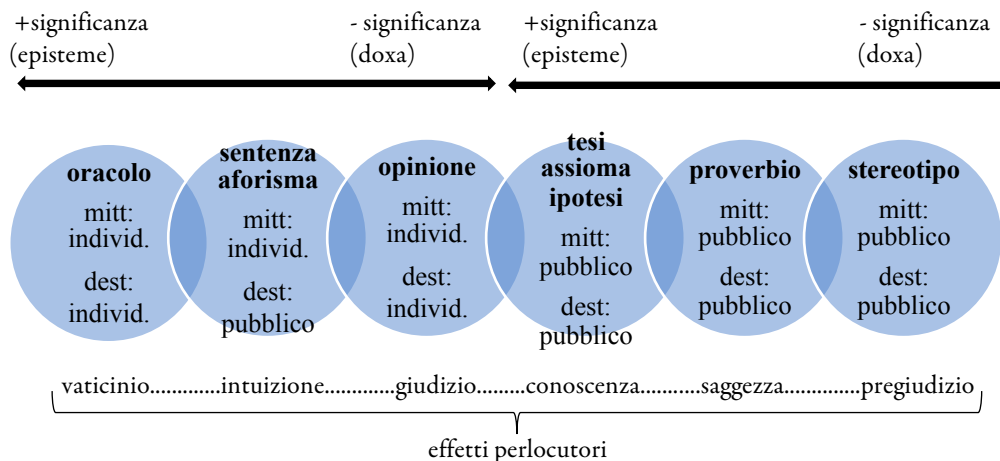 +significanza
(episteme)
- significanza
(doxa)
+significanza
(episteme)
- significanza
(doxa)
oracolo
mitt:
individ.
dest:
individ.
sentenza
aforisma
mitt:
individ.
dest:
pubblico
opinione
mitt:
individ.
dest:
individ.
tesi
assioma
ipotesi
mitt:
pubblico
dest:
pubblico
proverbio
mitt:
pubblico
dest:
pubblico
stereotipo
mitt:
pubblico
dest:
pubblico
vaticinio............intuizione............giudizio.........conoscenza...........saggezza.............pregiudizio
effetti perlocutori